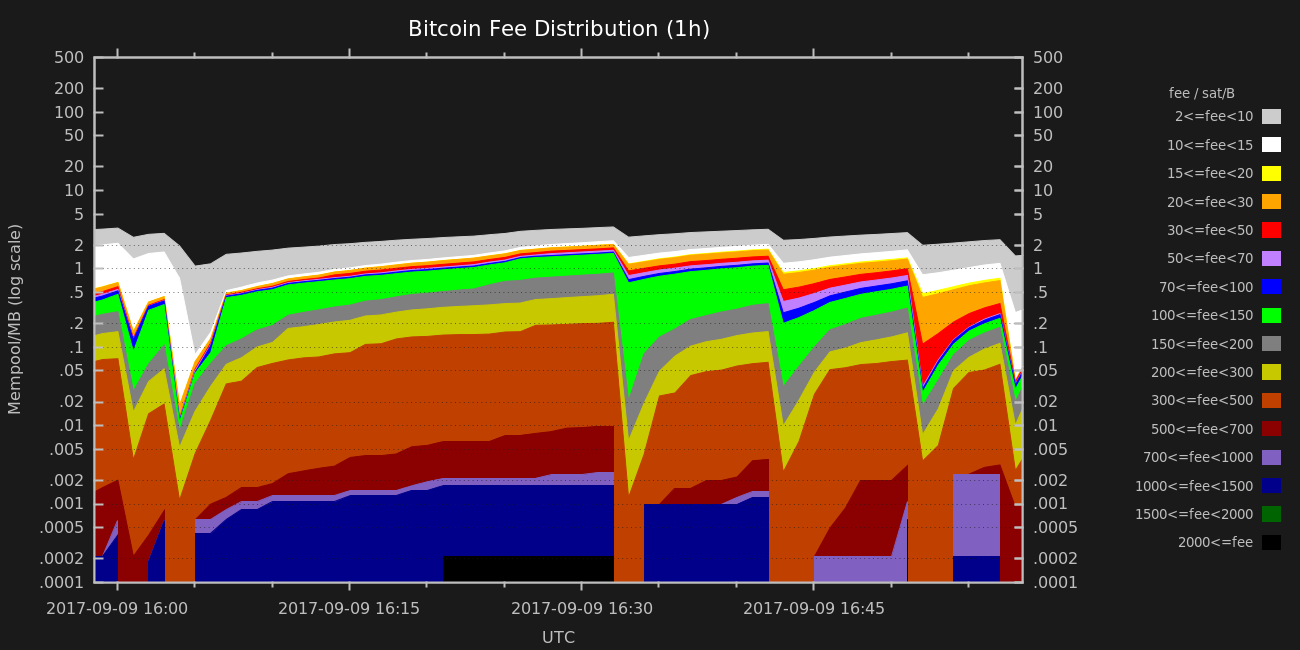 Bitcoin Fee Distribution (1h)
500
200
100
50
20
10
5
2
1
.5
.2
.1
.05
.02
.01
.005
.002
.001
.0005
.0002
.0001
Mempool/MB (log scale)
500
200
100
50
20
10
5
2
1
.5
.2
.1
.05
.02
.01
.005
.002
.001
.0005
.0002
.0001
fee / sat/B
2<=fee<10
10<=fee<15
15<=fee<20
20<=fee<30
30<=fee<50
50<=fee<70
70<=fee<100
100<=fee<150
150<=fee<200
200<=fee<300
300<=fee<500
500<=fee<700
700<=fee<1000
1000<=fee<1500
1500<=fee<2000
2000<=fee
2017-09-09 16:00
2017-09-09 16:15
2017-09-09 16:30
2017-09-09 16:45
UTC